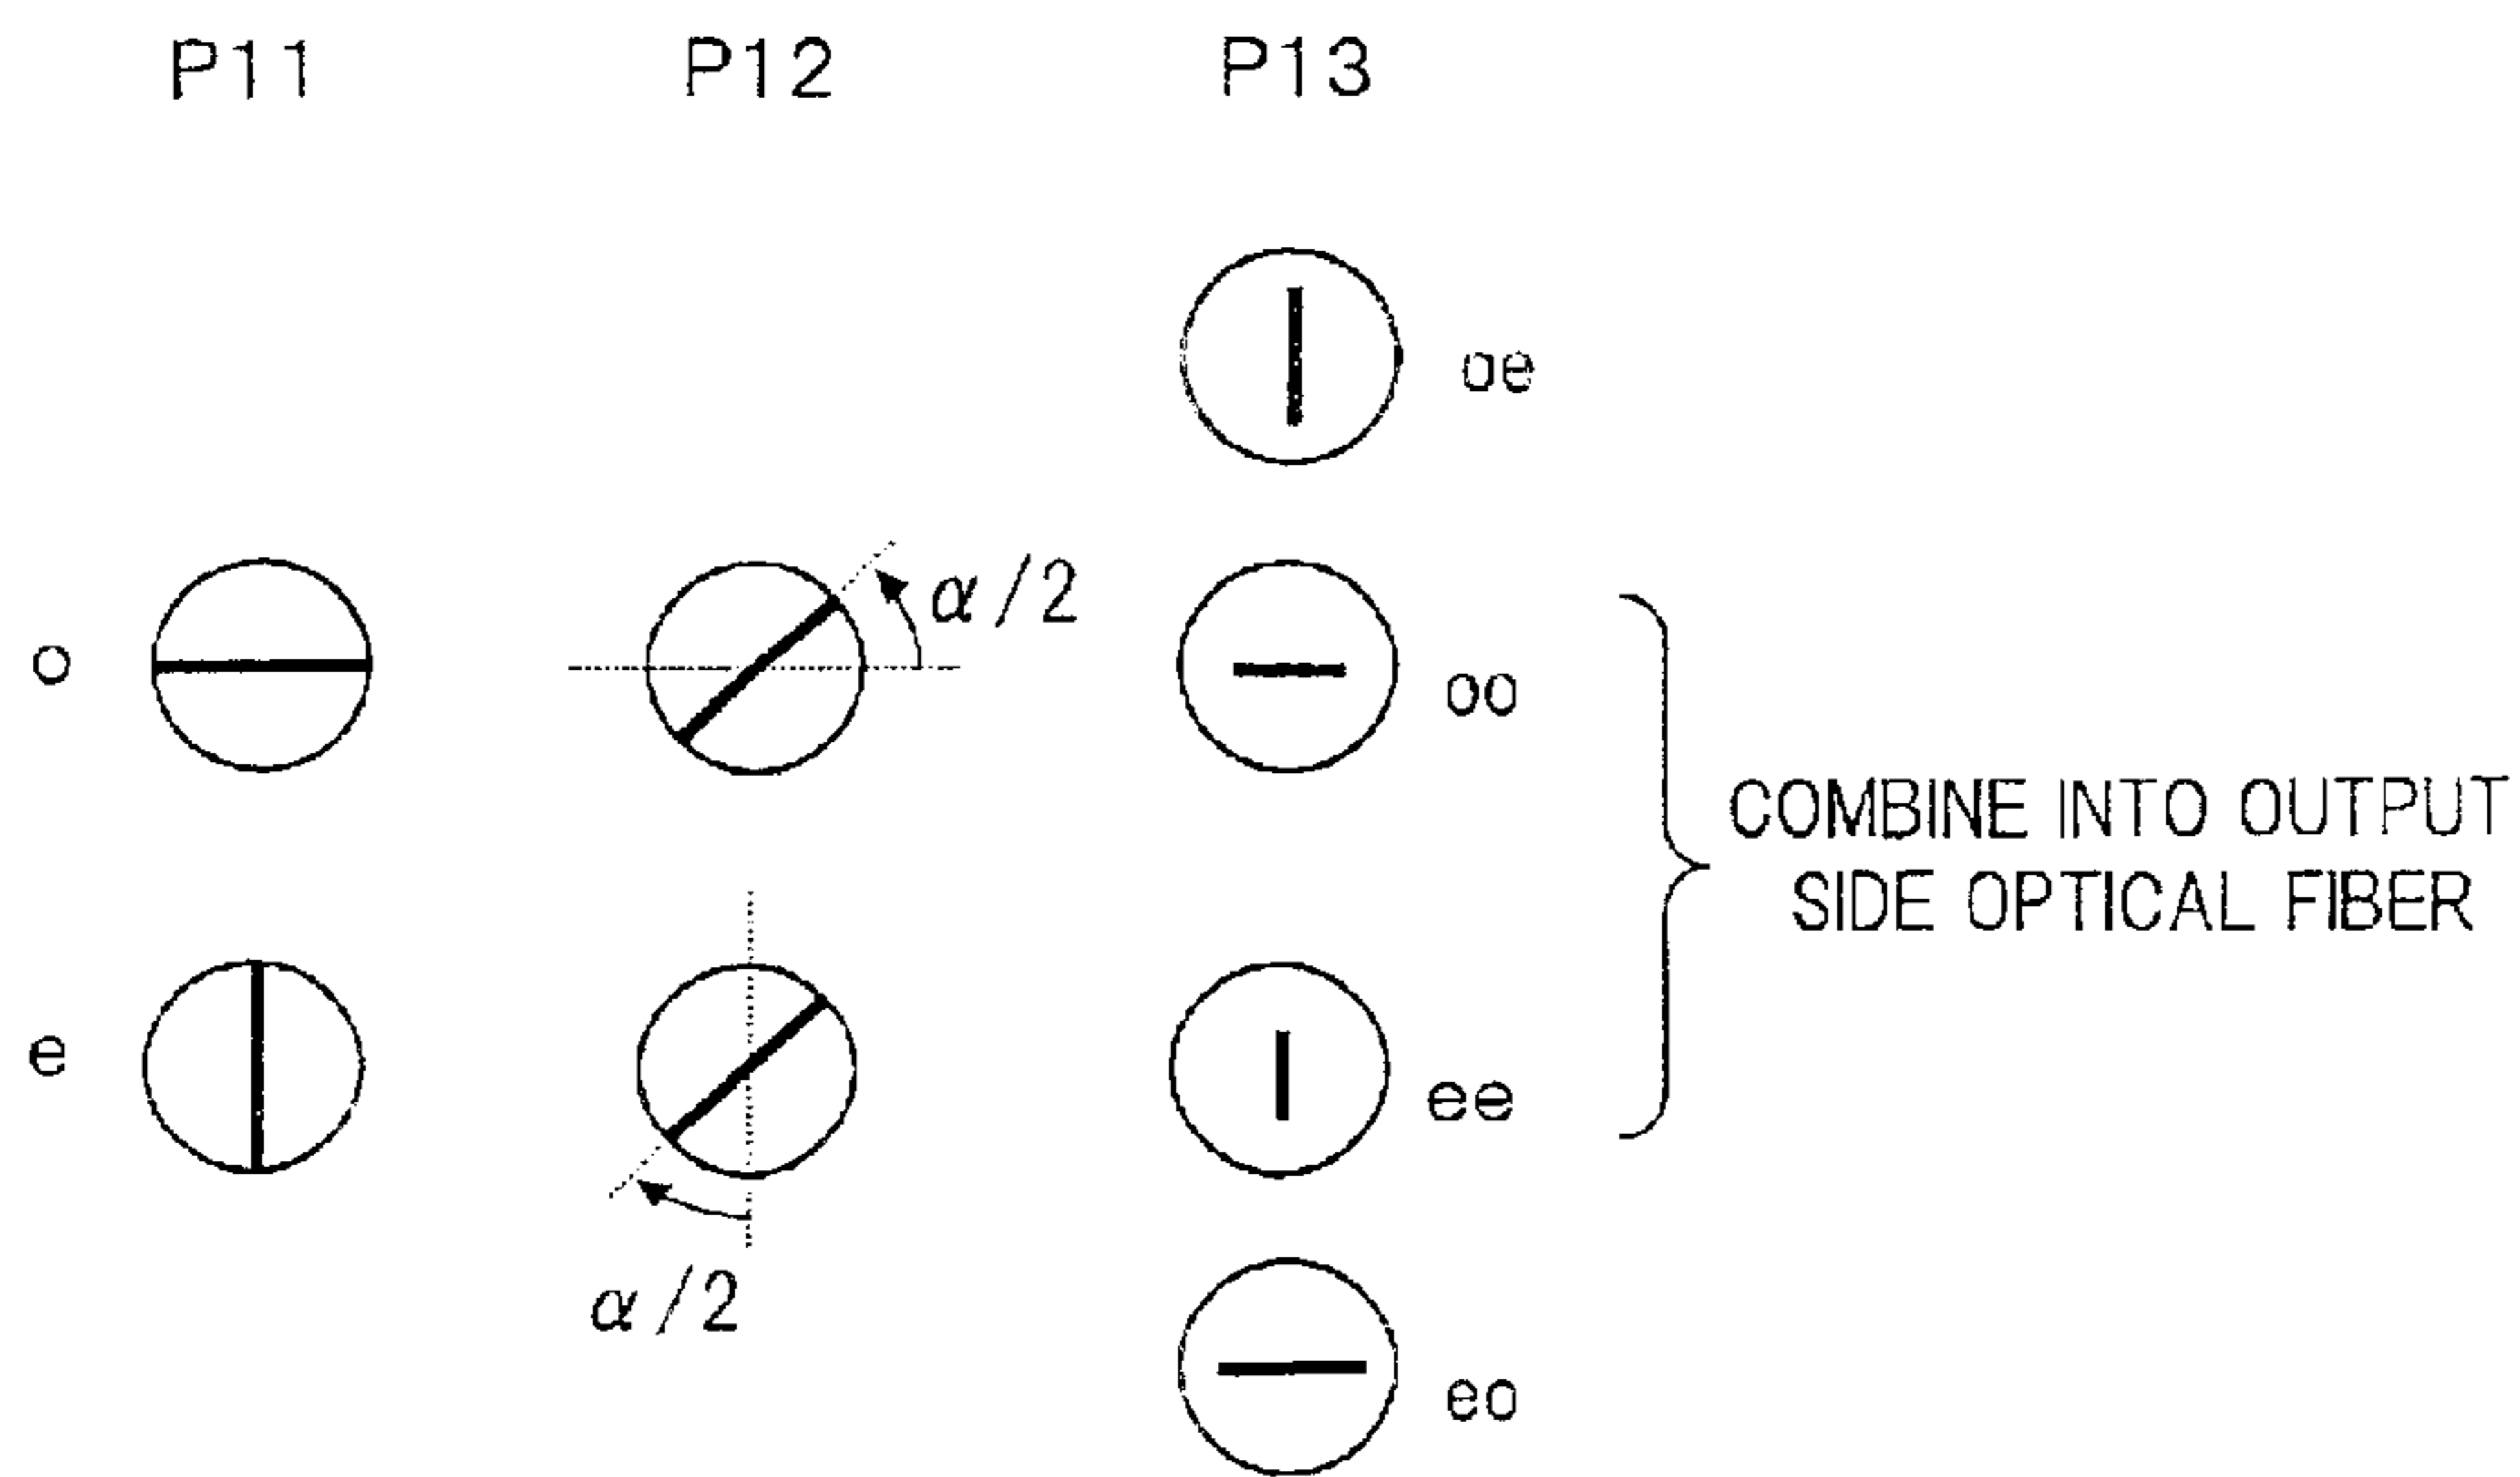 P11 P12 P13
oe
α/2
o
oo
COMBINE INTO OUTPUT
SIDE OPTICAL FIBER
e
ee
α/2
eo